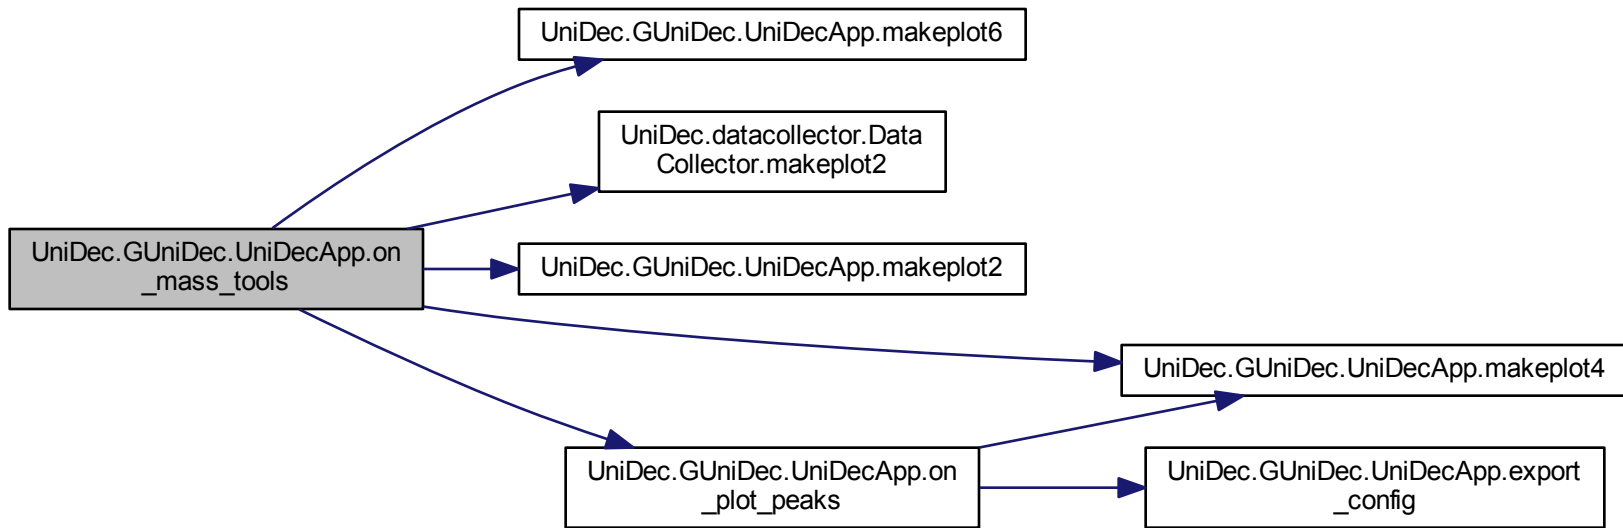 UniDec.GUniDec.UniDecApp.makeplot6
UniDec.datacollector.Data
Collector.makeplot2
UniDec.GUniDec.UniDecApp.on
_mass_tools
UniDec.GUniDec.UniDecApp.makeplot2
UniDec.GUniDec.UniDecApp.makeplot4
UniDec.GUniDec.UniDecApp.on
_plot_peaks
UniDec.GUniDec.UniDecApp.export
_config